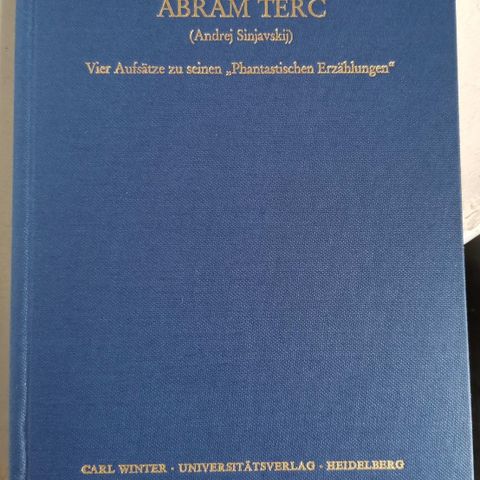 ABRAM TERC
(Andrej Sinjavskij)
Vier Aufsätze zu seinen „Phantastischen Erzählungen“
CARL WINTER · UNIVERSITÄTSVERLAG · HEIDELBERG